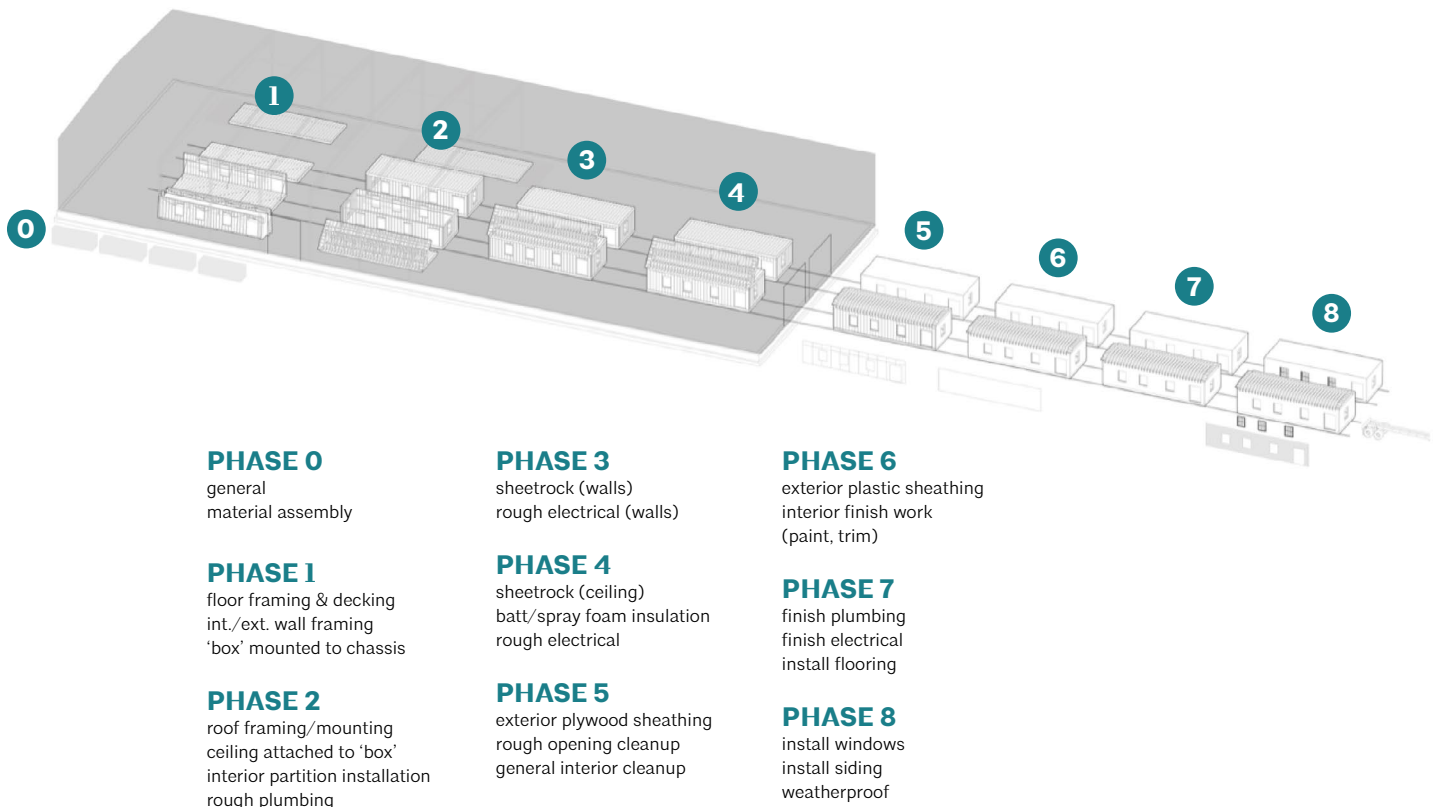 1
2
3
4
0
5
6
7
8
PHASE 0
general
material assembly
PHASE 1
floor framing & decking
int./ext. wall framing
‘box’ mounted to chassis
PHASE 2
roof framing/mounting
ceiling attached to ‘box’
interior partition installation
rough plumbing
PHASE 3
sheetrock (walls)
rough electrical (walls)
PHASE 4
sheetrock (ceiling)
batt/spray foam insulation
rough electrical
PHASE 5
exterior plywood sheathing
rough opening cleanup
general interior cleanup
PHASE 6
exterior plastic sheathing
interior finish work
(paint, trim)
PHASE 7
finish plumbing
finish electrical
install flooring
PHASE 8
install windows
install siding
weatherproof